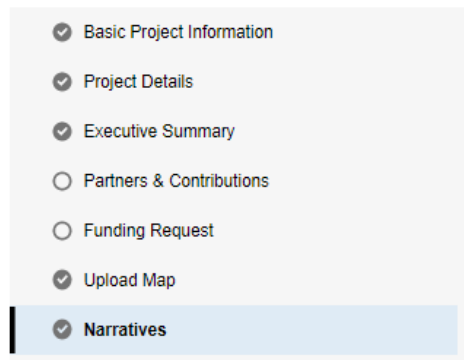 Basic Project Information
Project Details
Executive Summary
Partners & Contributions
Funding Request
Upload Map
Narratives